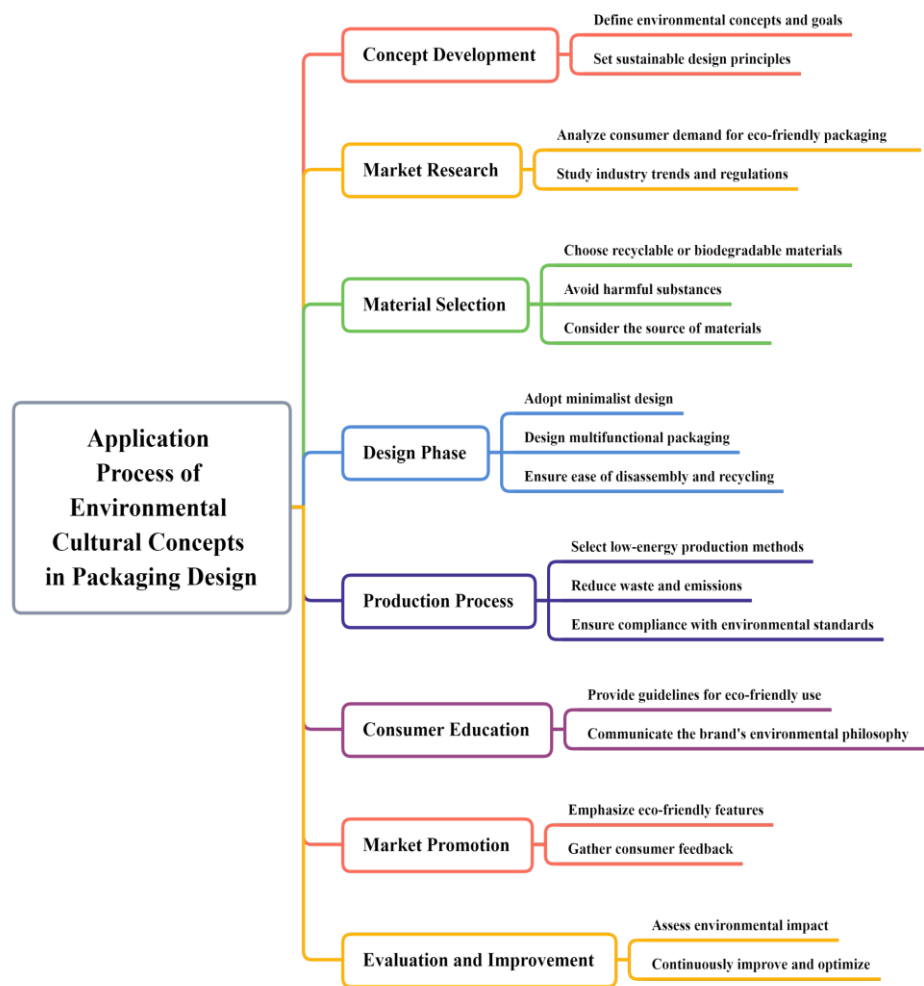 Application
Process of
Environmental
Cultural Concepts
in Packaging Design
Concept Development
Define environmental concepts and goals
Set sustainable design principles
Market Research
Analyze consumer demand for eco-friendly packaging
Study industry trends and regulations
Material Selection
Choose recyclable or biodegradable materials
Avoid harmful substances
Consider the source of materials
Design Phase
Adopt minimalist design
Design multifunctional packaging
Ensure ease of disassembly and recycling
Production Process
Select low-energy production methods
Reduce waste and emissions
Ensure compliance with environmental standards
Consumer Education
Provide guidelines for eco-friendly use
Communicate the brand's environmental philosophy
Market Promotion
Emphasize eco-friendly features
Gather consumer feedback
Evaluation and Improvement
Assess environmental impact
Continuously improve and optimize